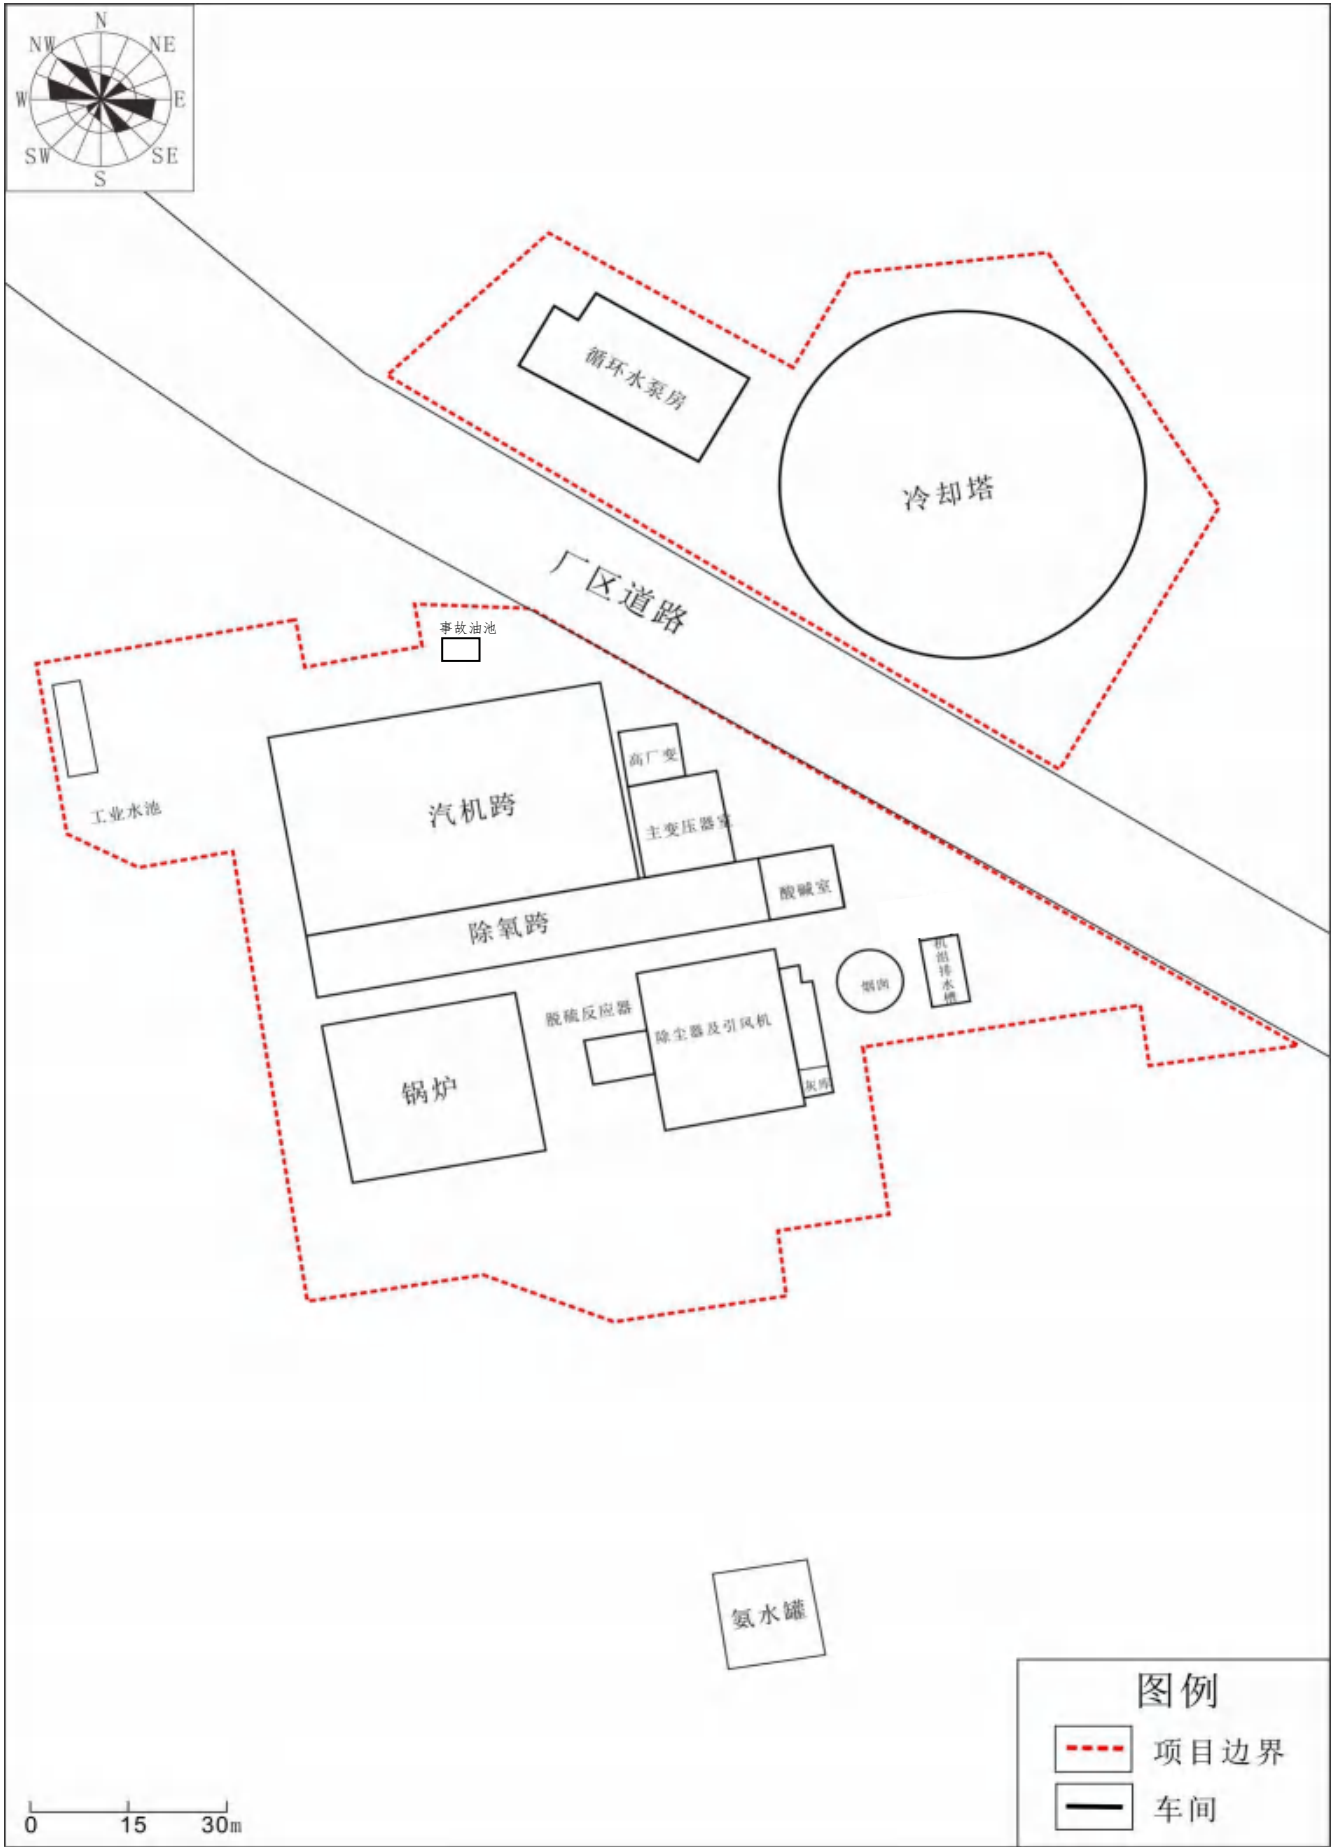 N
NW
NE
W
E
SW
SE
S
循环水泵房
冷却塔
厂区道路
事故油池
高厂变
工业水池
汽机跨
主变压器室
酸碱室
除氧跨
机组排水槽
烟囱
脱硫反应器
除尘器及引风机
锅炉
灰库
氨水罐
图例
项目边界
车间
0 15 30m